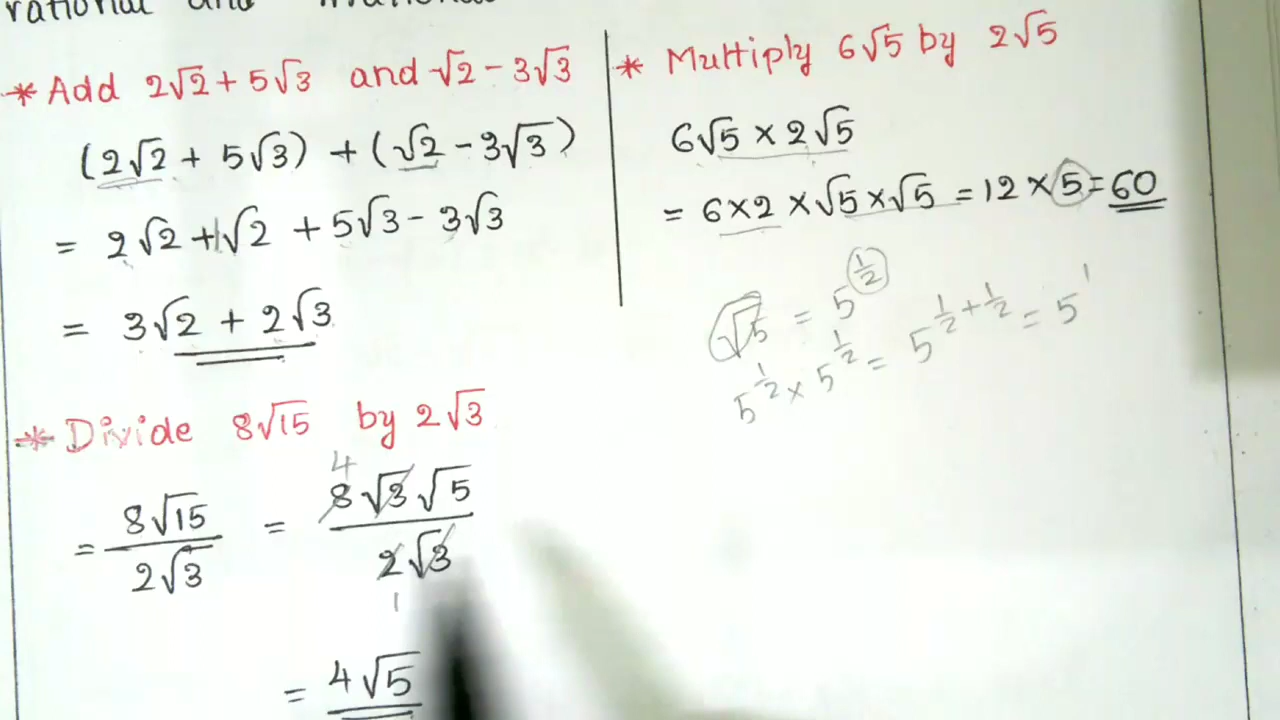 rational and irrational
* Add 2√2 + 5√3 and √2 - 3√3
(2√2 + 5√3) + (√2 - 3√3)
= 2√2 + 1√2 + 5√3 - 3√3
= 3√2 + 2√3
* Divide 8√15 by 2√3
= 8√15 / 2√3 = 8√3√5 / 2√3
4
1
= 4√5
* Multiply 6√5 by 2√5
6√5 × 2√5
= 6×2 × √5 × √5 = 12 × 5 = 60
√5 = 5^(1/2)
5^(1/2) × 5^(1/2) = 5^(1/2 + 1/2) = 5^1